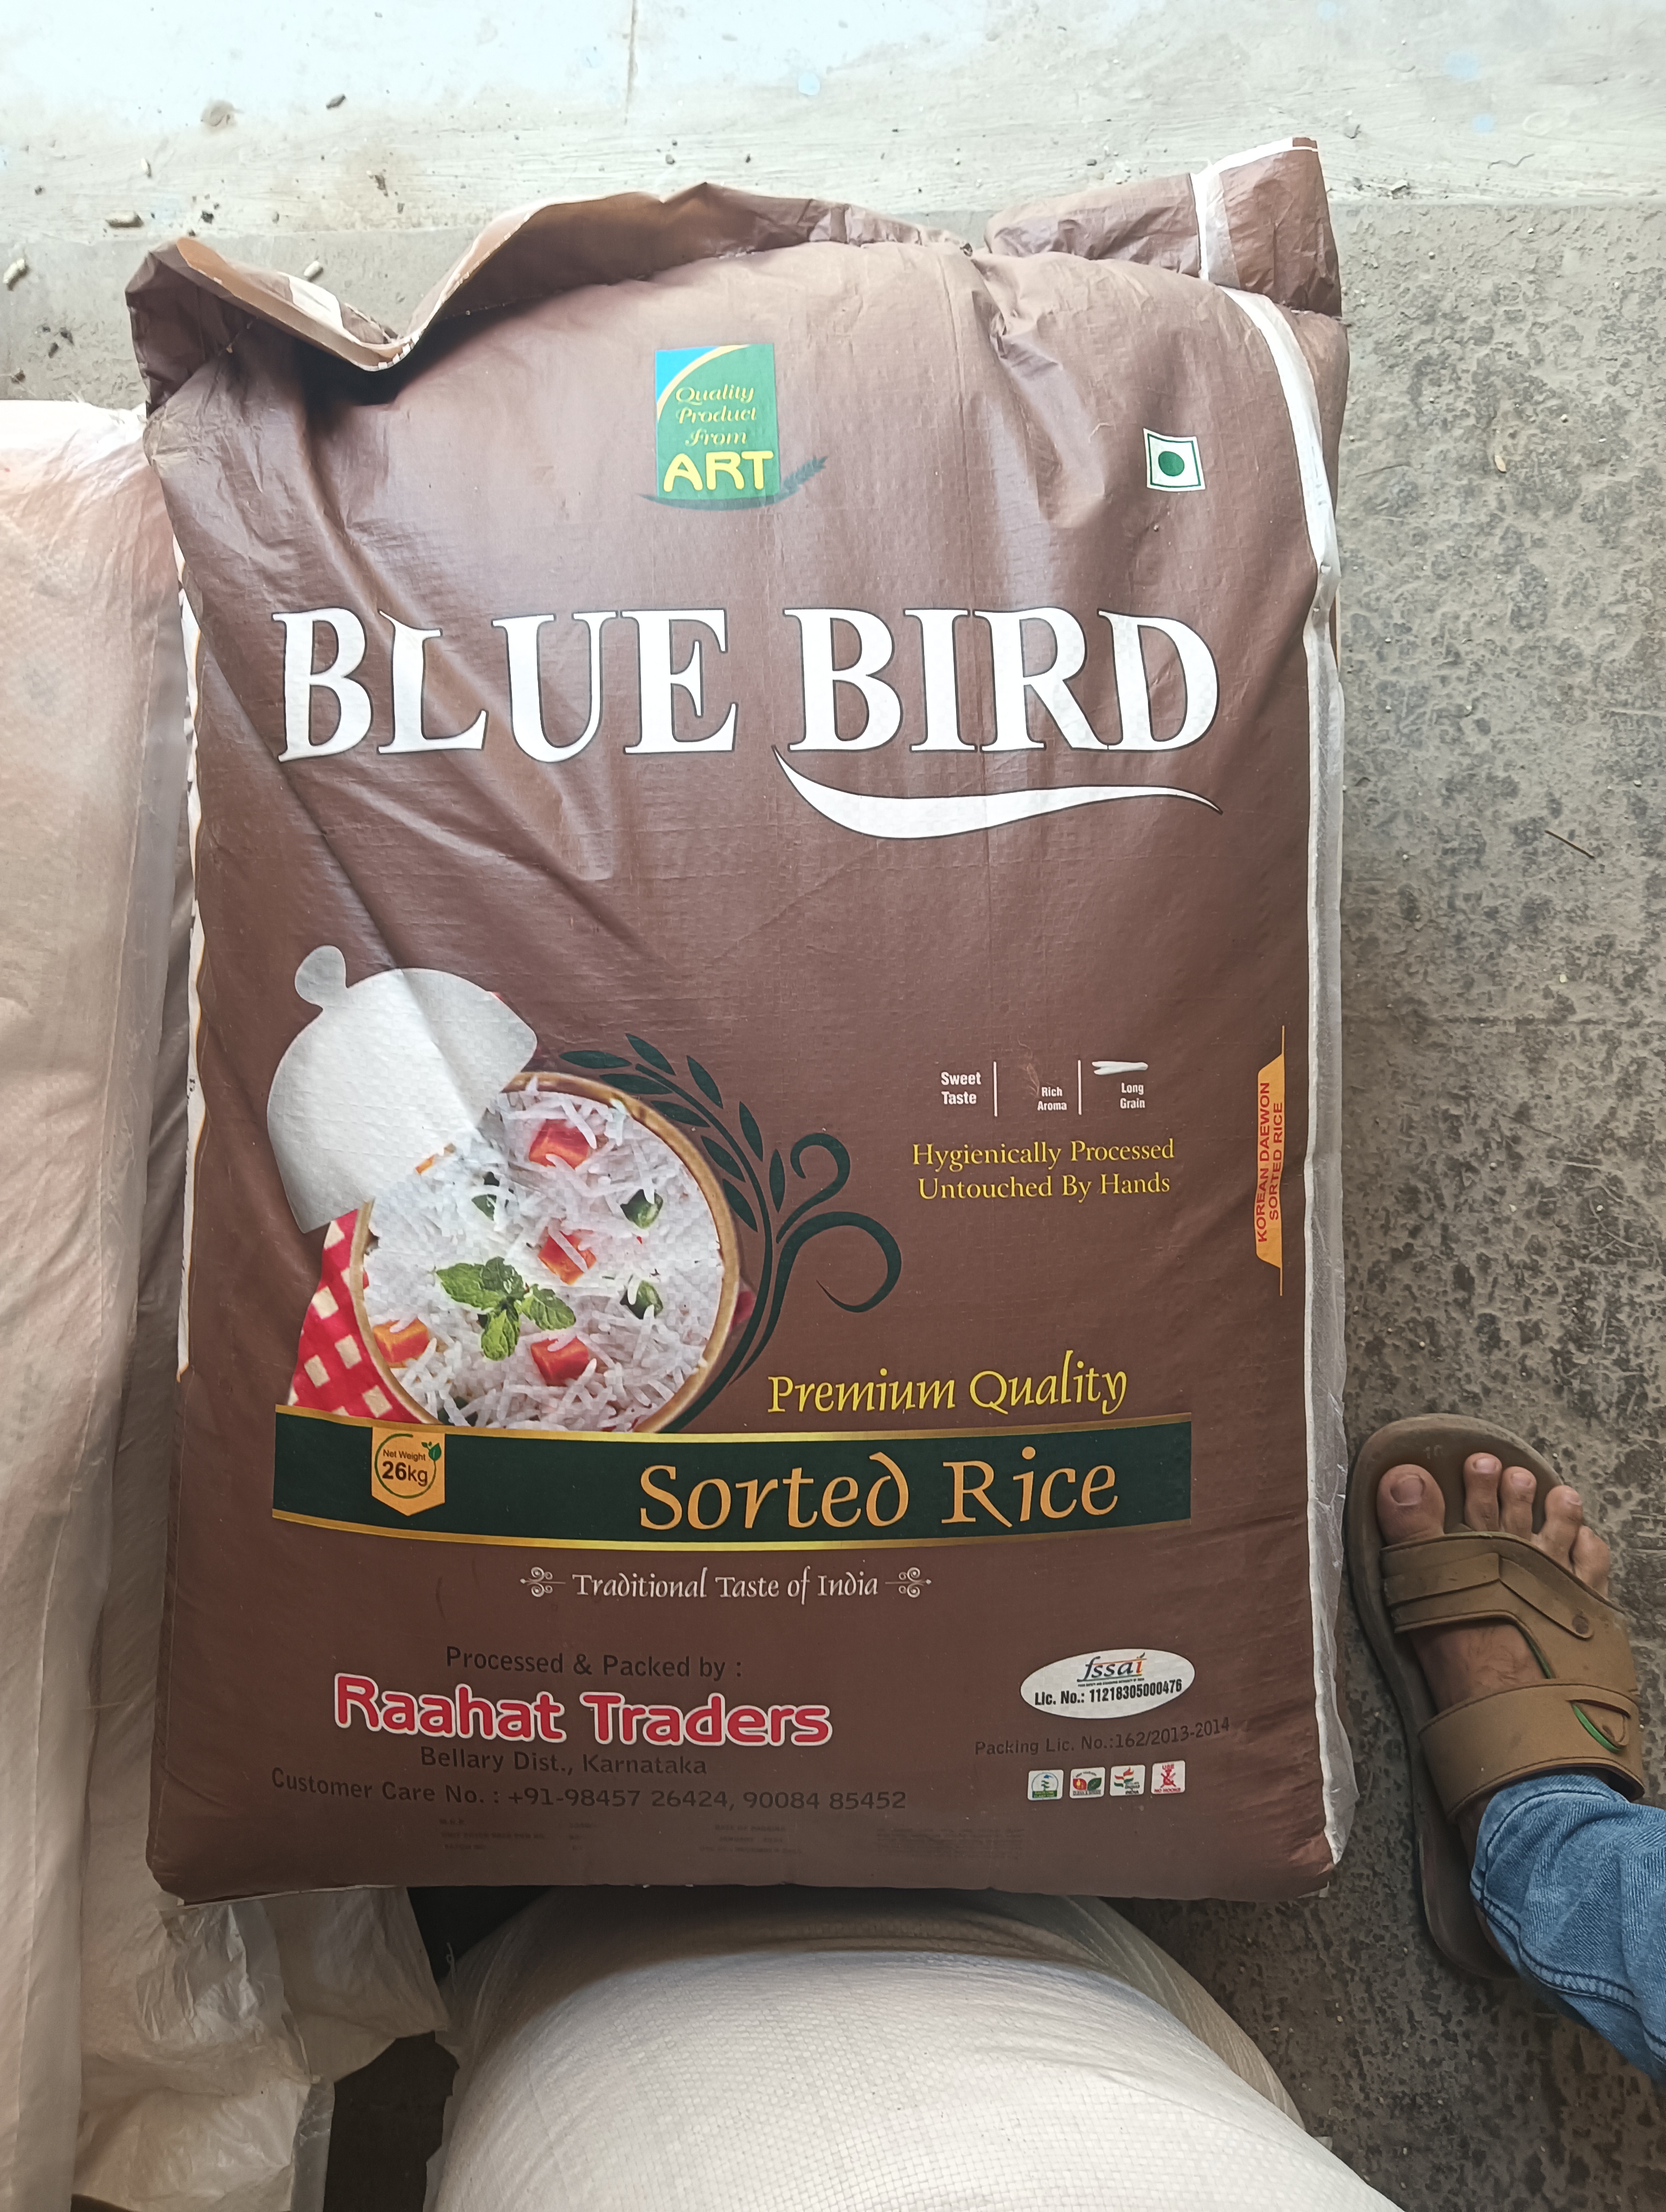 Quality
Product
From
ART
BLUE BIRD
Sweet
Taste
Rich
Aroma
Long
Grain
Hygienically Processed
Untouched By Hands
KOREAN DAEWON
SORTED RICE
Premium Quality
Net Weight
26kg
Sorted Rice
Traditional Taste of India
Processed & Packed by :
Raahat Traders
Bellary Dist., Karnataka
Customer Care No. : +91-98457 26424, 90084 85452
fssai
Lic. No.: 11218305000476
Packing Lic. No.:162/2013-2014
USE
NO HOOKS